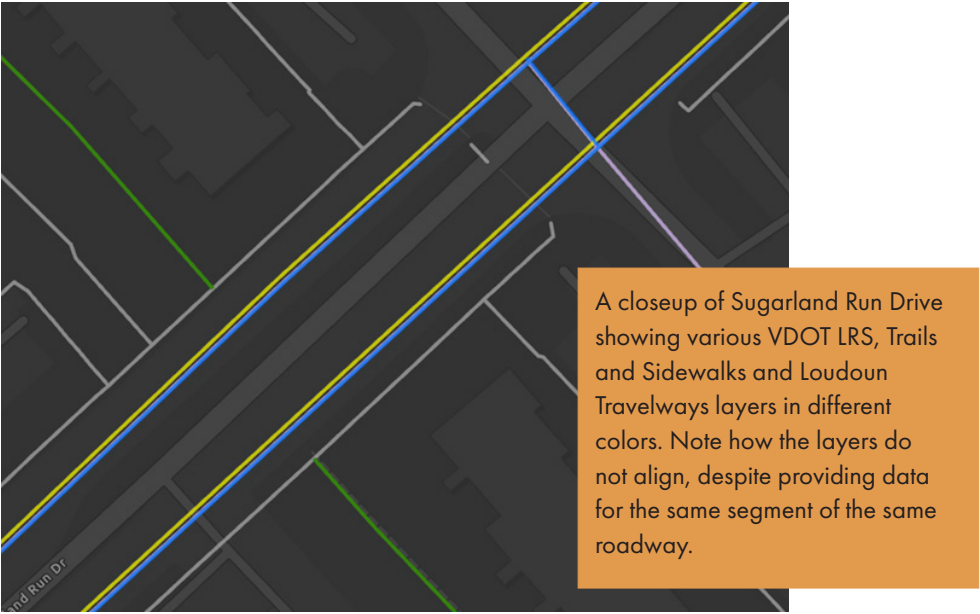 A closeup of Sugarland Run Drive
showing various VDOT LRS, Trails
and Sidewalks and Loudoun
Travelways layers in different
colors. Note how the layers do
not align, despite providing data
for the same segment of the same
roadway.
and Run Dr